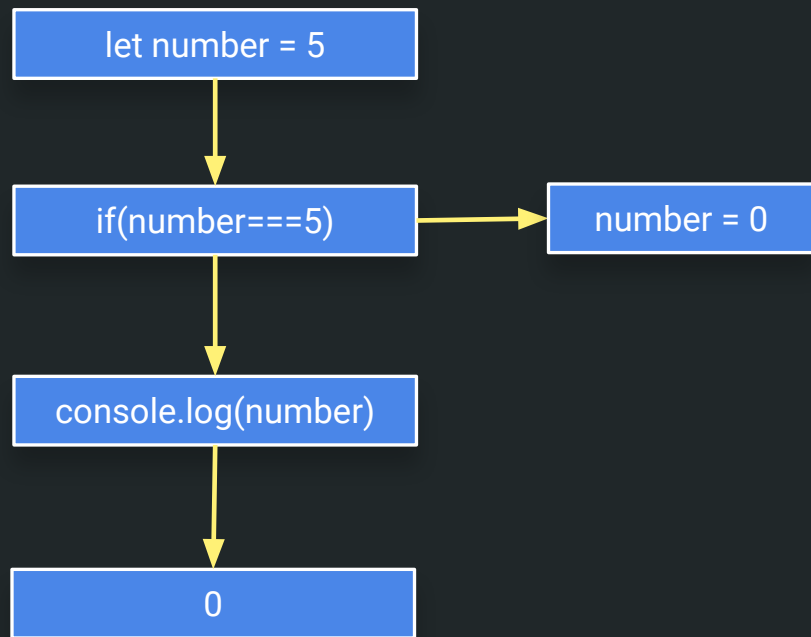 let number = 5
if(number===5)
number = 0
console.log(number)
0